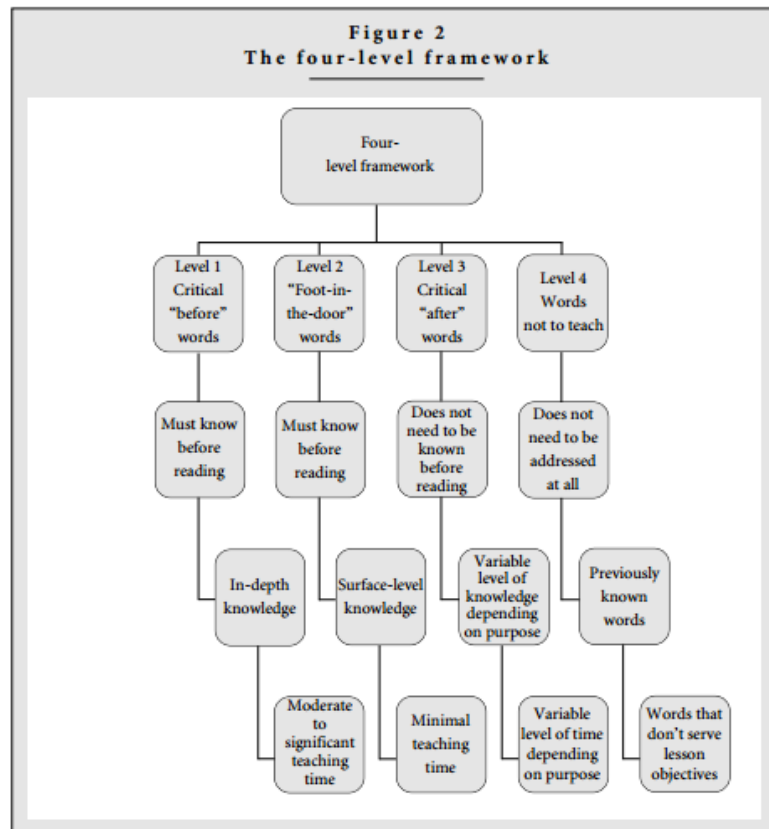 Figure 2
The four-level framework
Four-
level framework
Level 1
Critical
“before”
words
Level 2
“Foot-in-
the-door”
words
Level 3
Critical
“after”
words
Level 4
Words
not to teach
Must know
before
reading
Must know
before
reading
Does not
need to be
known
before
reading
Does not
need to be
addressed
at all
In-depth
knowledge
Surface-level
knowledge
Variable
level of
knowledge
depending
on purpose
Previously
known
words
Moderate
to
significant
teaching
time
Minimal
teaching
time
Variable
level of time
depending
on purpose
Words that
don’t serve
lesson
objectives